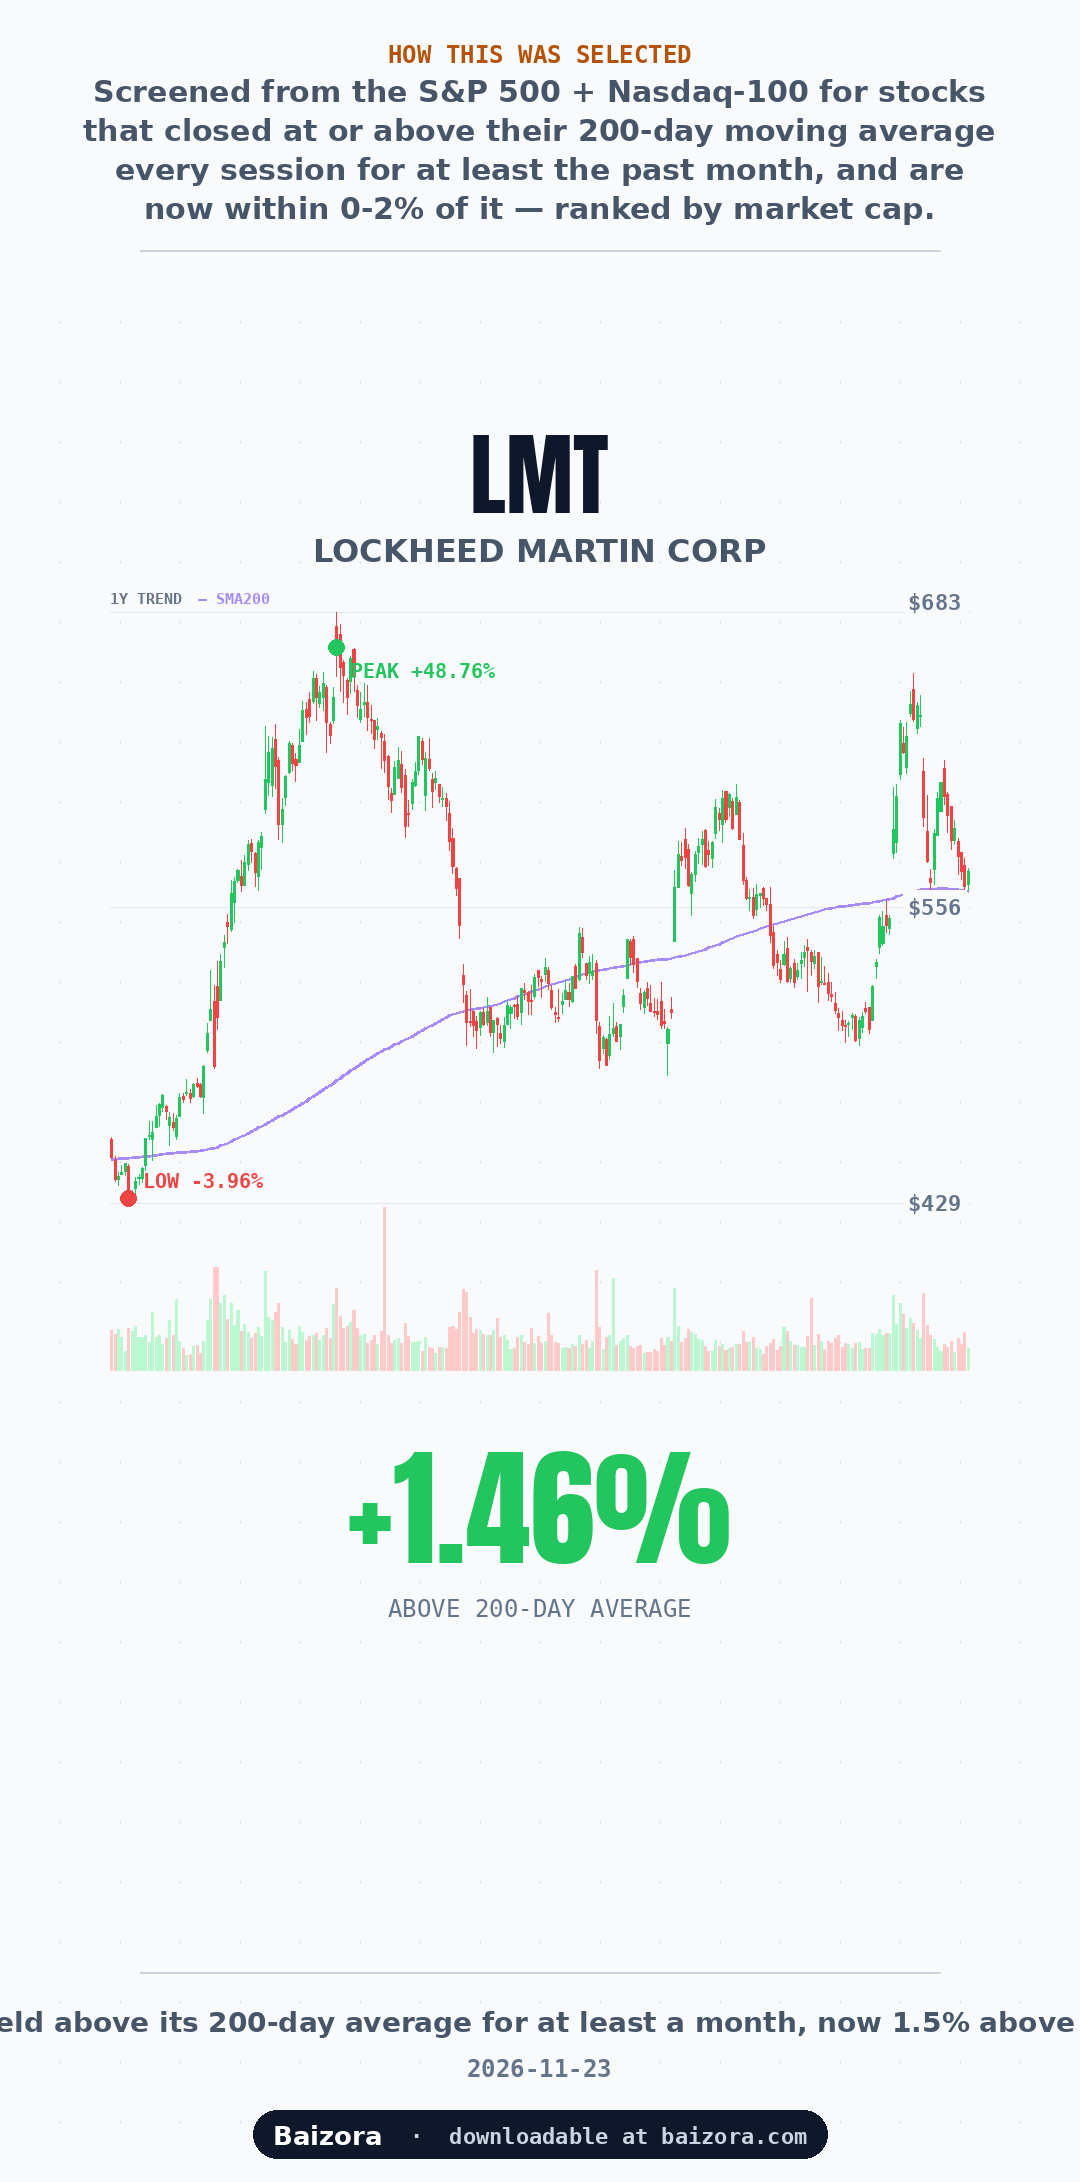 HOW THIS WAS SELECTED
Screened from the S&P 500 + Nasdaq-100 for stocks
that closed at or above their 200-day moving average
every session for at least the past month, and are
now within 0-2% of it — ranked by market cap.
LMT
LOCKHEED MARTIN CORP
1Y TREND — SMA200
$683
PEAK +48.76%
$556
LOW -3.96%
$429
+1.46%
ABOVE 200-DAY AVERAGE
eld above its 200-day average for at least a month, now 1.5% above
2026-11-23
Baizora · downloadable at baizora.com